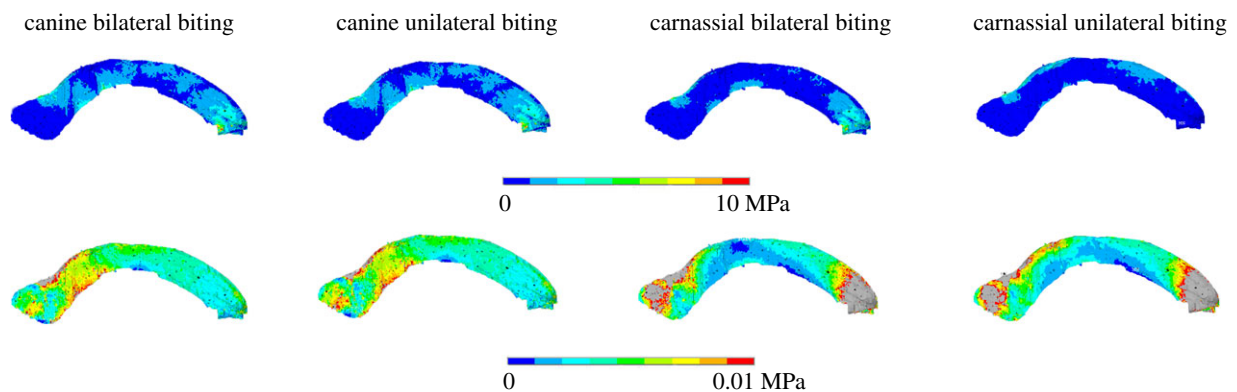 canine bilateral biting canine unilateral biting carnassial bilateral biting carnassial unilateral biting
0 10 MPa
0 0.01 MPa